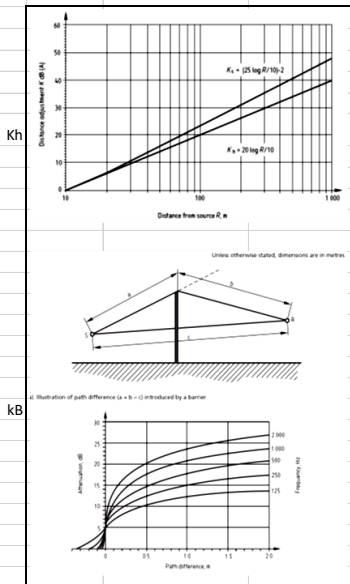 Kh
Distance adjustment K dB (A)
60
50
40
30
20
10
0
Ks = (25 log R/10)-2
Kh = 20 log R/10
10
100
1 000
Distance from source R, m
Unless otherwise stated, dimensions are in metres
a
b
S
R
c
a) Illustration of path difference (a + b – c) introduced by a barrier
kB
Attenuation, dB
30
25
20
15
10
5
2 000
1 000
500
250
125
Frequency, Hz
0
0.5
1.0
1.5
2.0
Path difference, m